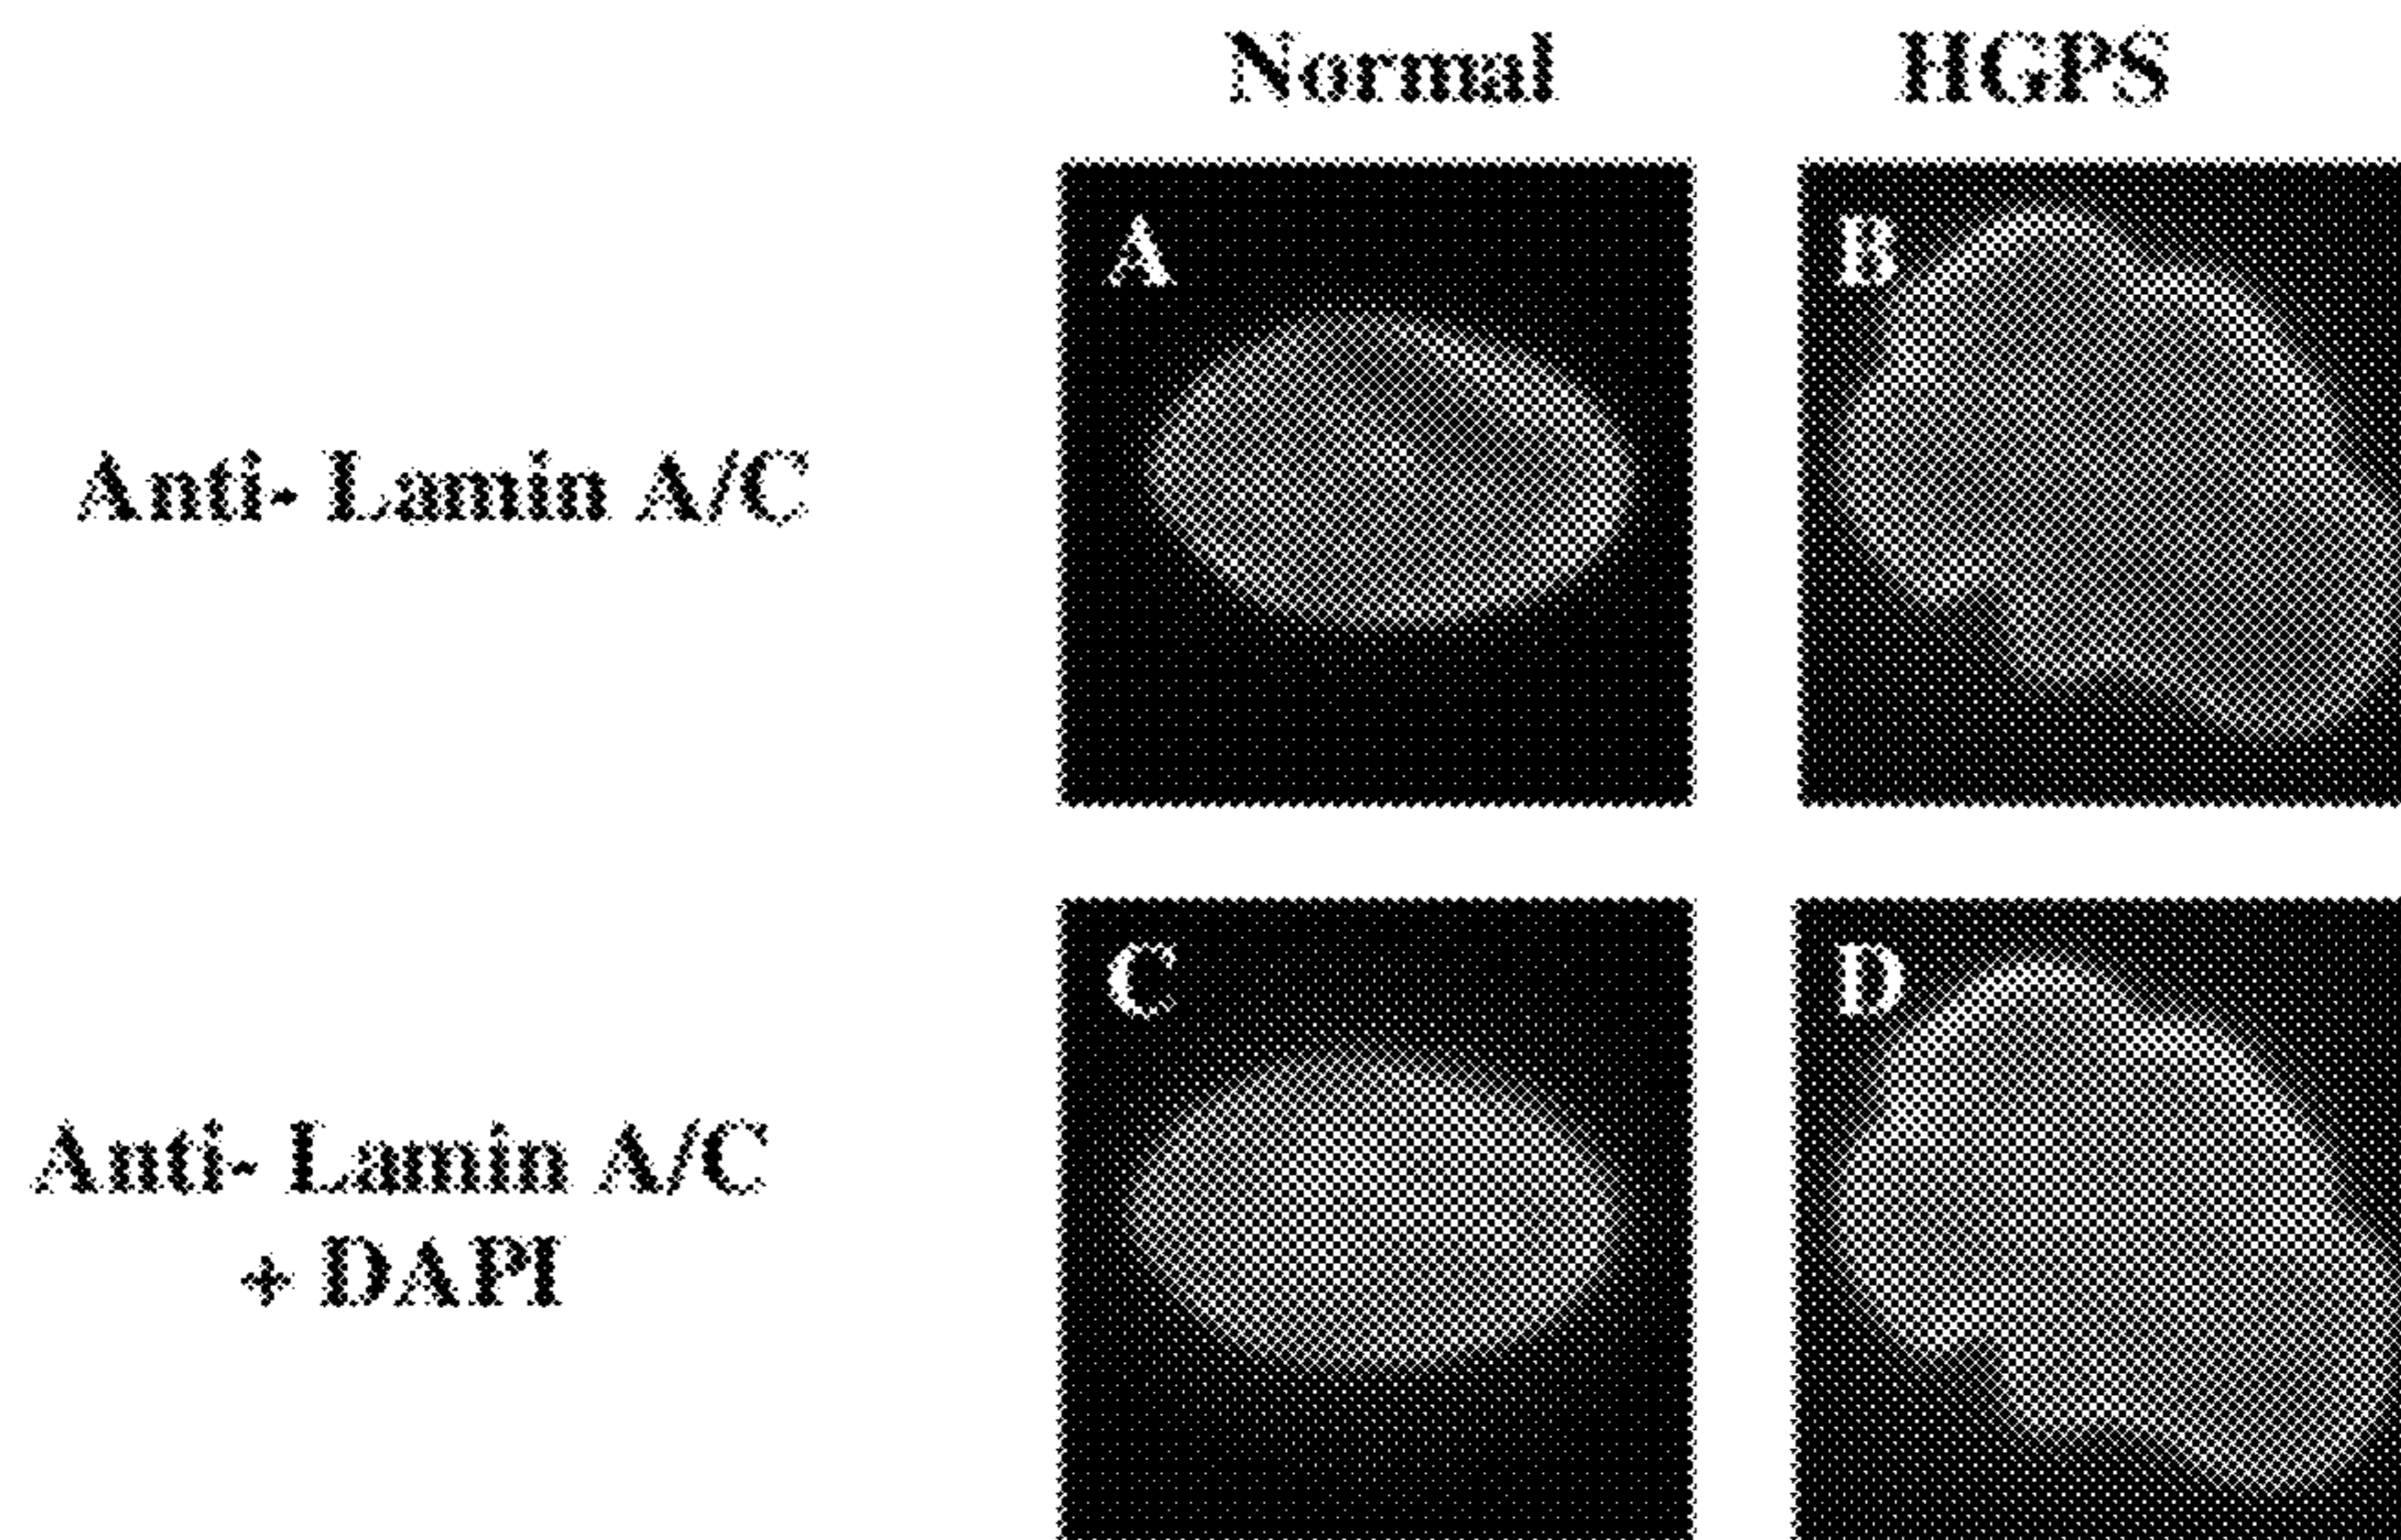 Normal HGPS
A B
Anti- Lamin A/C
C D
Anti- Lamin A/C
+ DAPI